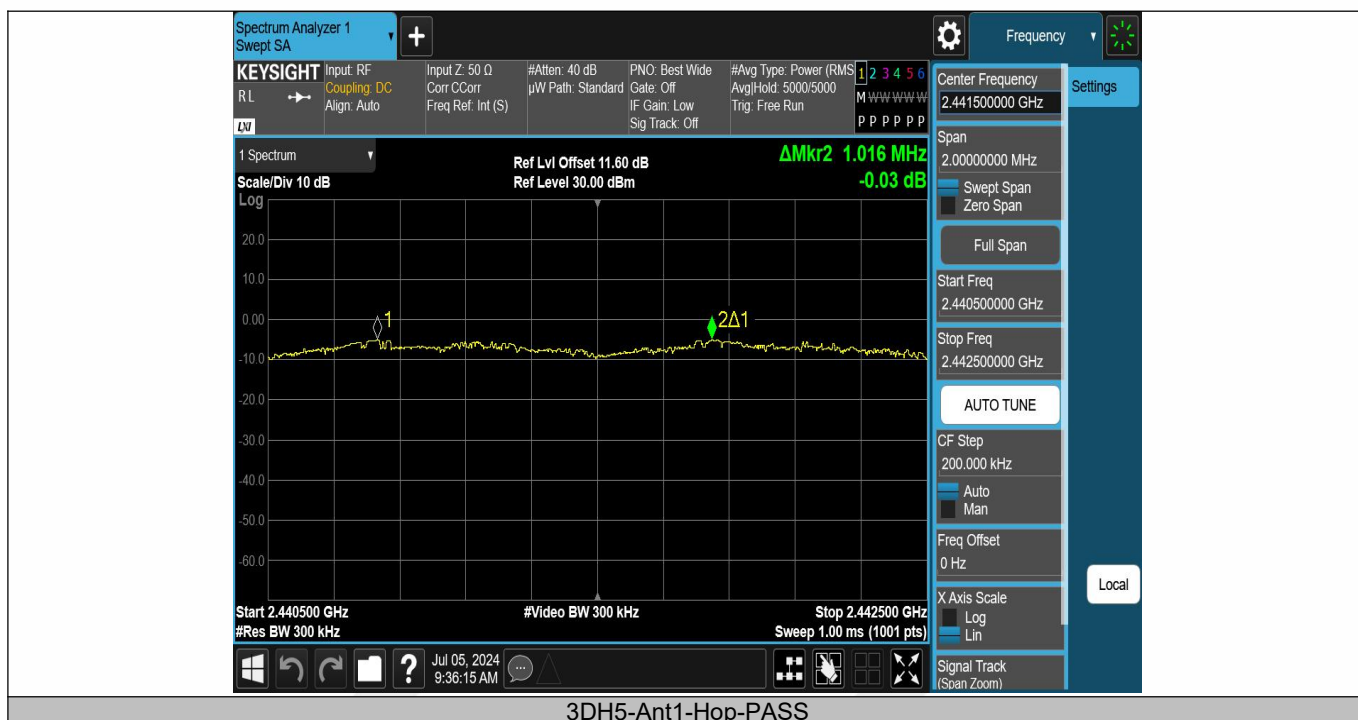 Spectrum Analyzer 1
Swept SA
+
Frequency
KEYSIGHT
RL
LXI
Input: RF
Coupling: DC
Align: Auto
Input Z: 50 Ω
Corr CCorr
Freq Ref: Int (S)
#Atten: 40 dB
µW Path: Standard
PNO: Best Wide
Gate: Off
IF Gain: Low
Sig Track: Off
#Avg Type: Power (RMS
Avg|Hold: 5000/5000
Trig: Free Run
1 2 3 4 5 6
M W W W W W
P P P P P P
1 Spectrum
Scale/Div 10 dB
Log
Ref Lvl Offset 11.60 dB
Ref Level 30.00 dBm
ΔMkr2 1.016 MHz
-0.03 dB
20.0
10.0
0.00
-10.0
-20.0
-30.0
-40.0
-50.0
-60.0
1
2Δ1
Start 2.440500 GHz
#Res BW 300 kHz
#Video BW 300 kHz
Stop 2.442500 GHz
Sweep 1.00 ms (1001 pts)
?
Jul 05, 2024
9:36:15 AM
Center Frequency
2.441500000 GHz
Settings
Span
2.00000000 MHz
Swept Span
Zero Span
Full Span
Start Freq
2.440500000 GHz
Stop Freq
2.442500000 GHz
AUTO TUNE
CF Step
200.000 kHz
Auto
Man
Freq Offset
0 Hz
X Axis Scale
Log
Lin
Signal Track
(Span Zoom)
Local
3DH5-Ant1-Hop-PASS